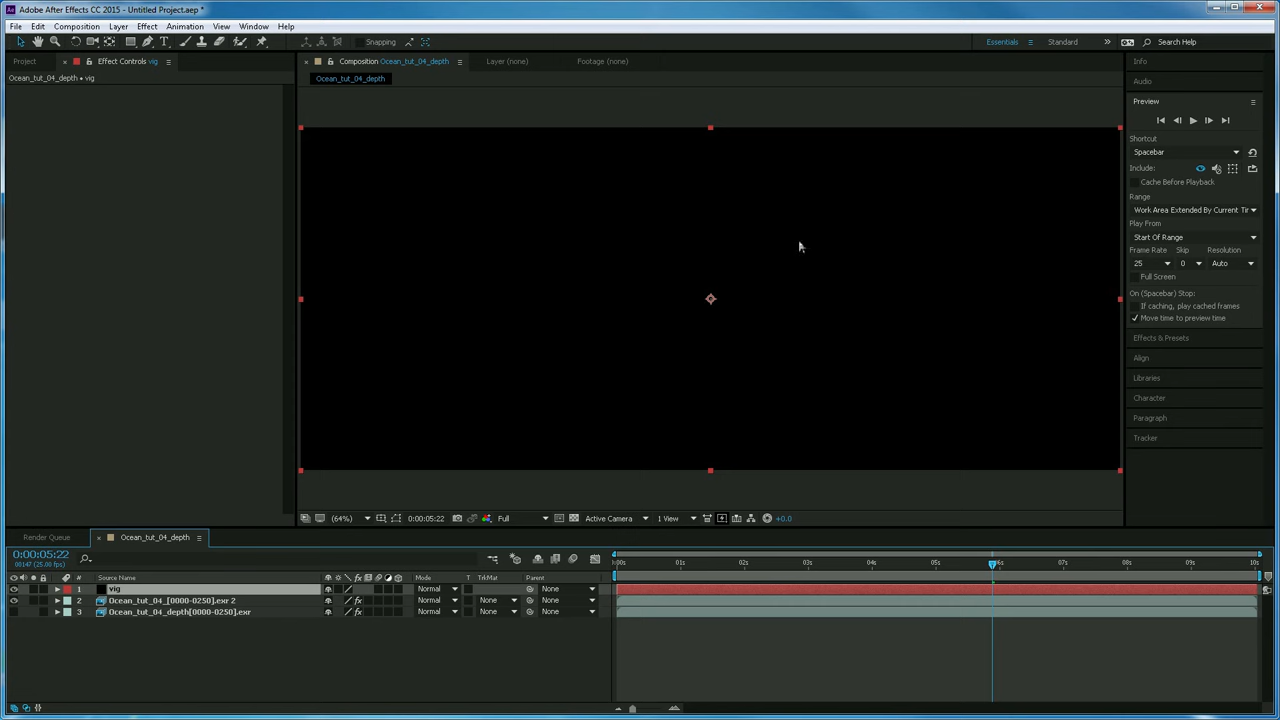 Adobe After Effects CC 2015 - Untitled Project.aep *
File Edit Composition Layer Effect Animation View Window Help
Snapping Essentials Standard Search Help
Project Effect Controls vig Composition Ocean_tut_04_depth Layer (none) Footage (none) Info
Ocean_tut_04_depth • vig Ocean_tut_04_depth
Audio
Preview
Shortcut
Spacebar
Include:
Cache Before Playback
Range
Work Area Extended By Current Tir
Play From
Start Of Range
Frame Rate Skip Resolution
25 0 Auto
Full Screen
On (Spacebar) Stop:
If caching, play cached frames
Move time to preview time
Effects & Presets
Align
Libraries
Character
Paragraph
Tracker
(64%) 0:00:05:22 Full Active Camera 1 View +0.0
Render Queue Ocean_tut_04_depth
0:00:05:22
00147 (25.00 fps)
:00s 01s 02s 03s 04s 05s 06s 07s 08s 09s 10s
# Source Name Mode T TrkMat Parent
1 vig Normal None
2 Ocean_tut_04_[0000-0250].exr 2 Normal None None
3 Ocean_tut_04_depth[0000-0250].exr Normal None None